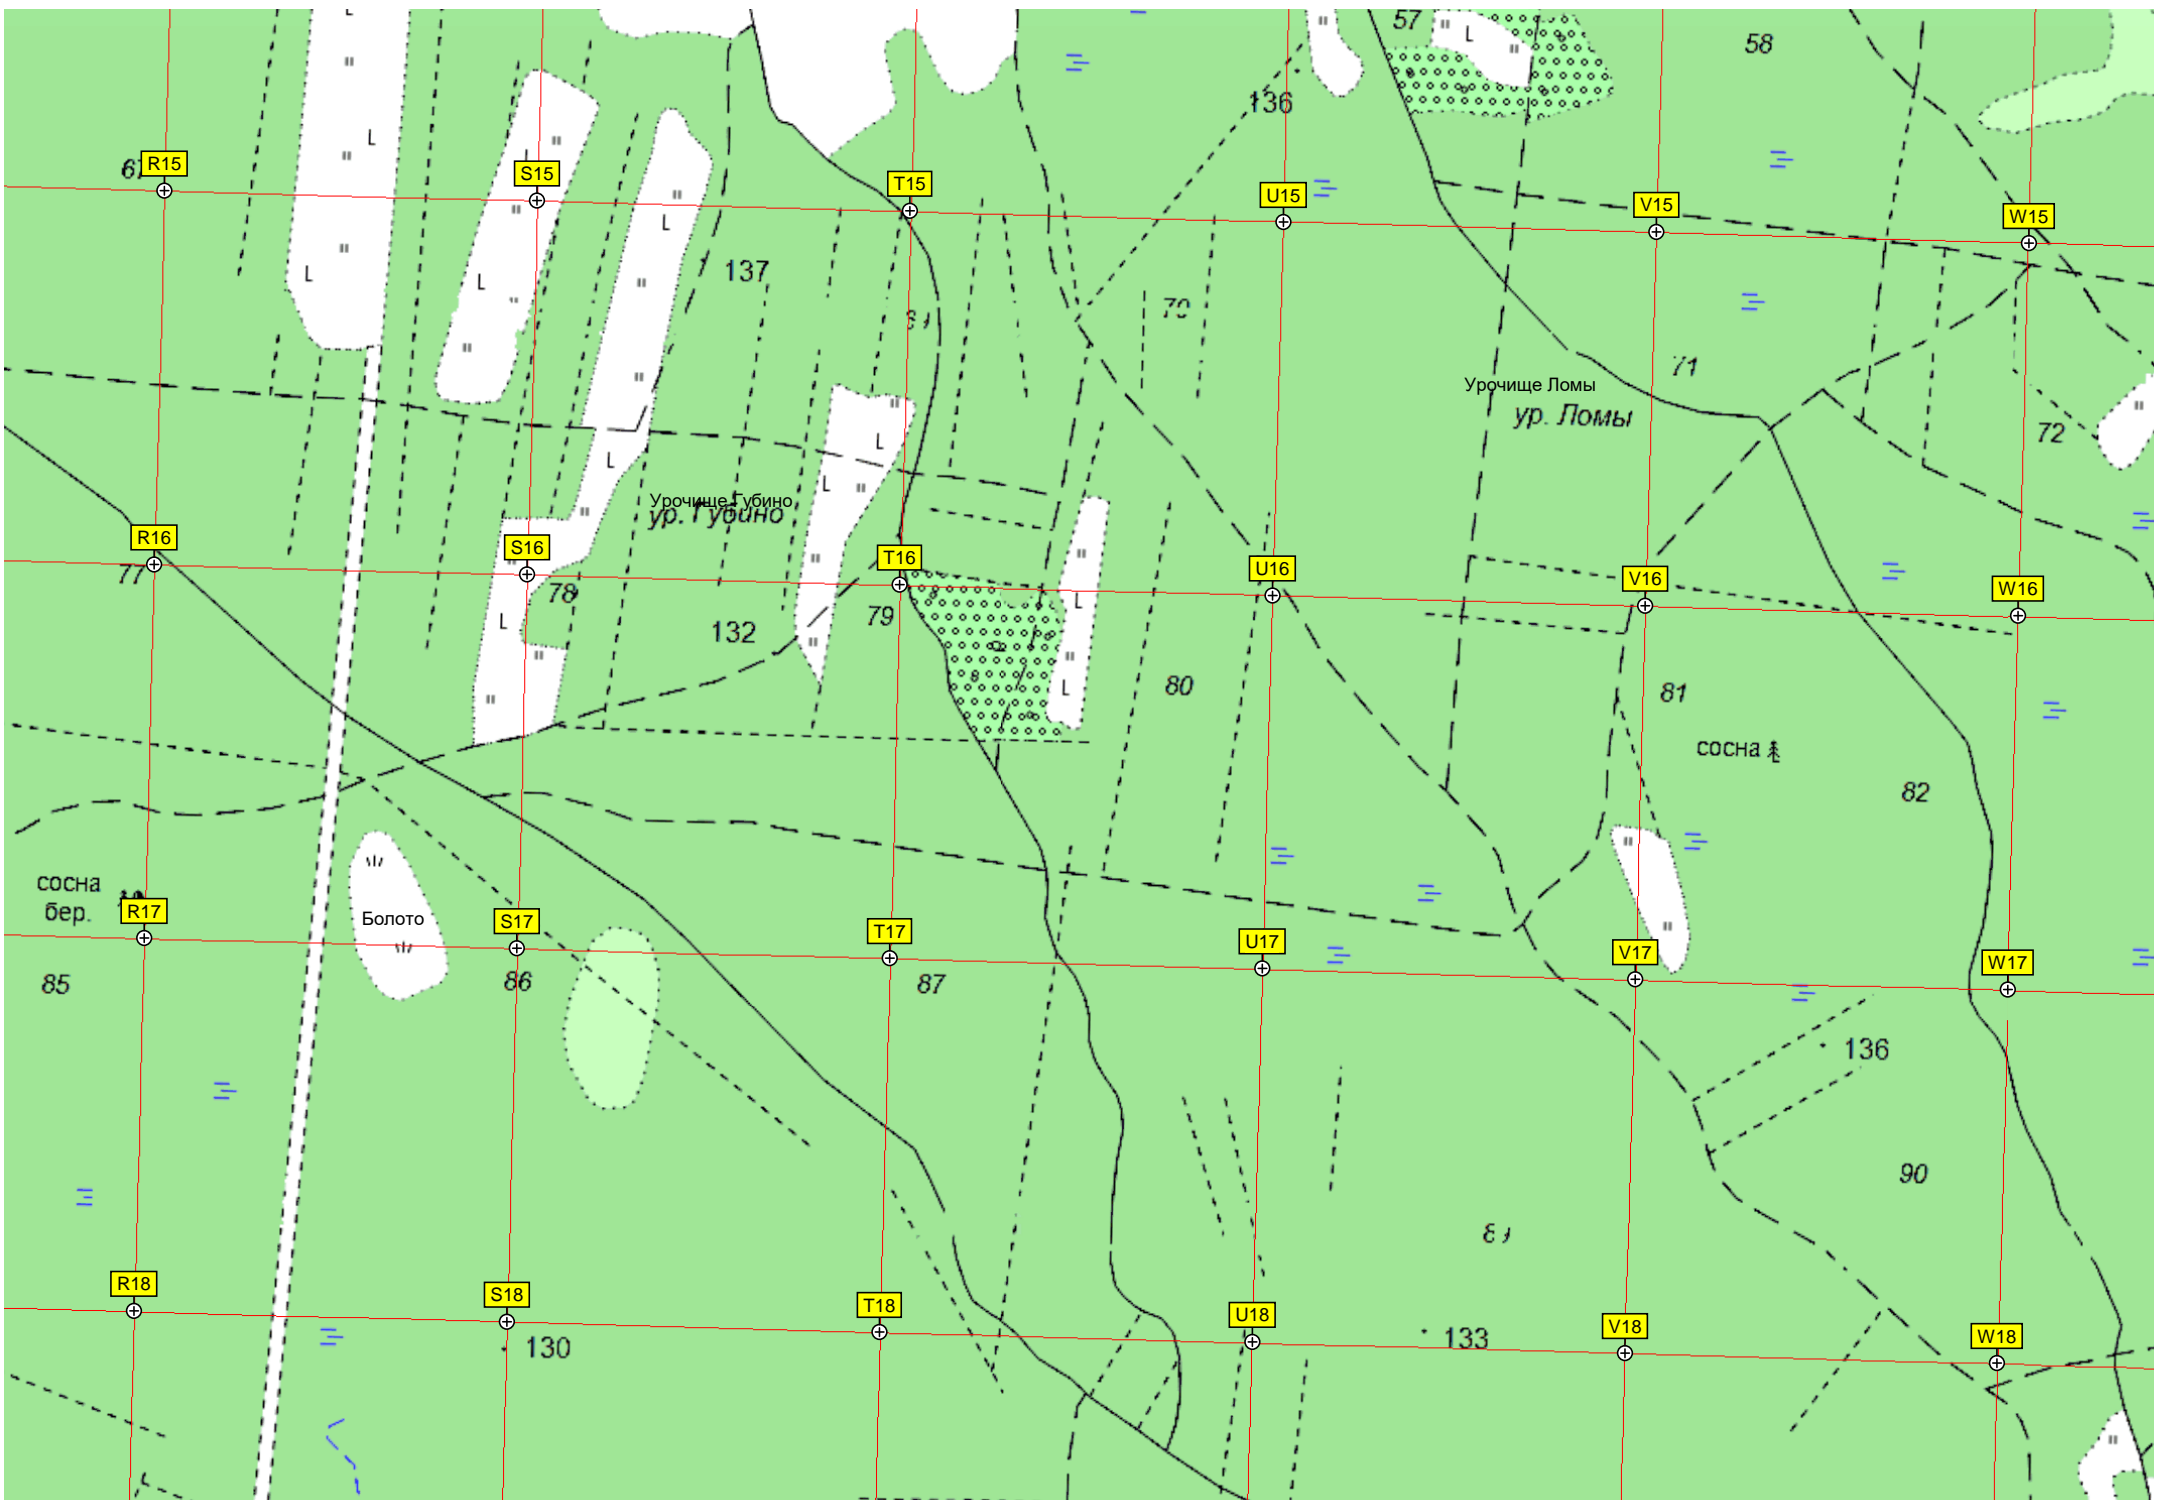 57
58
136
R15
S15
T15
U15
V15
W15
137
70
71
Урочище Ломы
ур. Ломы
72
Урочище Губино
ур. Губино
R16
S16
T16
U16
V16
W16
77
78
79
132
80
81
сосна
82
сосна
бер.
R17
Болото
S17
T17
U17
V17
W17
85
86
87
136
90
R18
S18
T18
U18
V18
W18
130
133